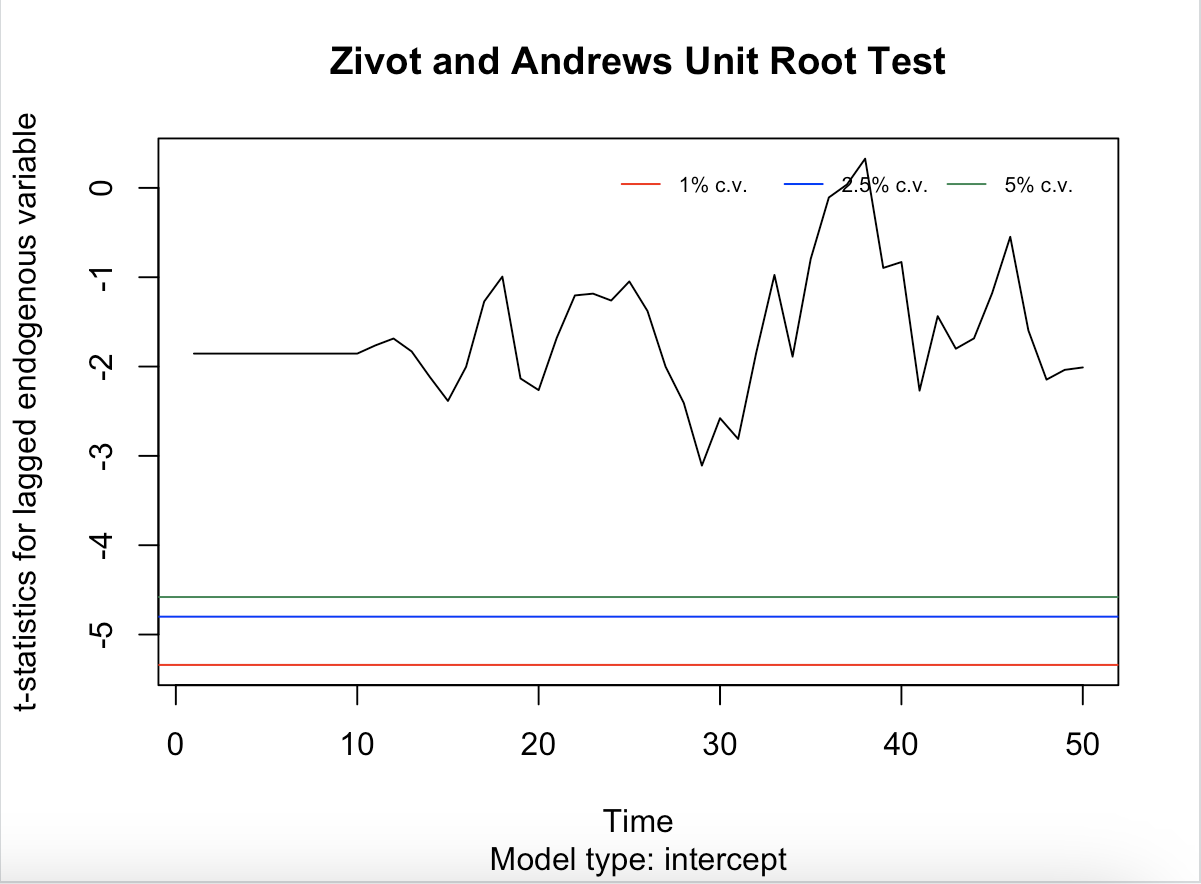 Zivot and Andrews Unit Root Test
t-statistics for lagged endogenous variable
1% c.v. 2.5% c.v. 5% c.v.
0
-1
-2
-3
-4
-5
0 10 20 30 40 50
Time
Model type: intercept